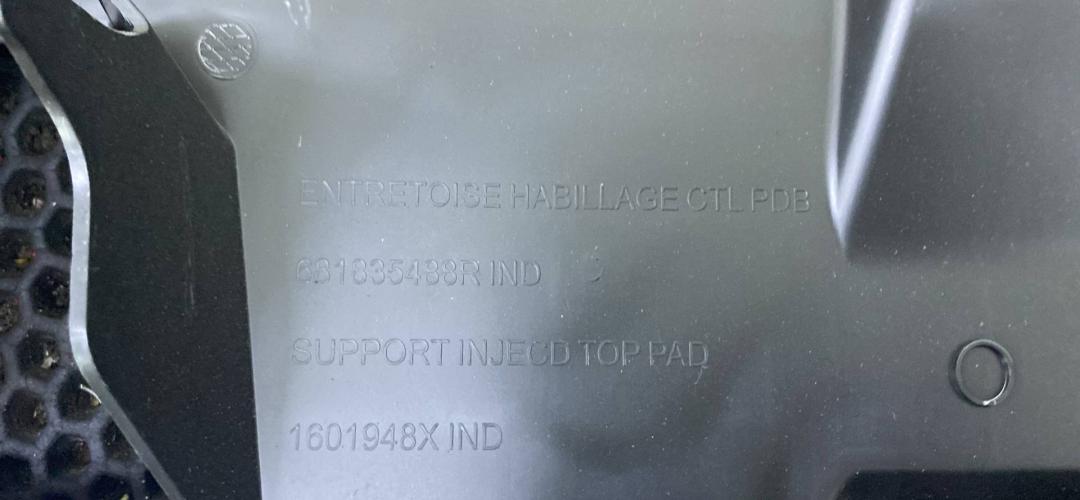 ENTRETOISE HABILLAGE CTL PDB
681835488R IND
SUPPORT INJECD TOP PAD
1601948X IND